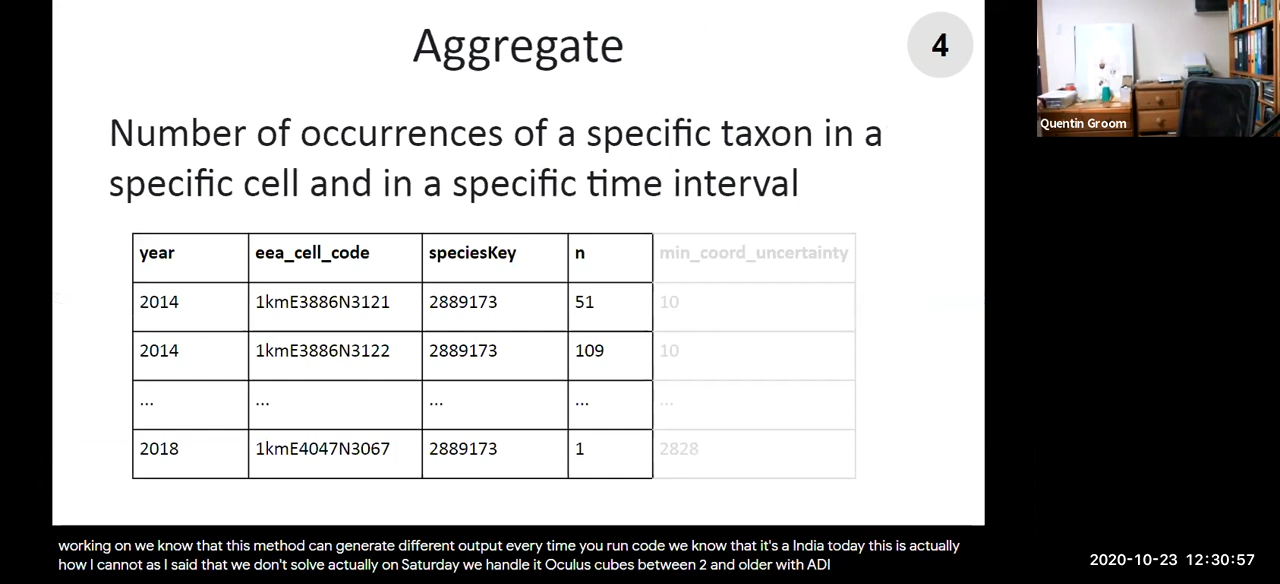 Aggregate
4
Number of occurrences of a specific taxon in a
specific cell and in a specific time interval
year eea_cell_code speciesKey n min_coord_uncertainty
2014 1kmE3886N3121 2889173 51 10
2014 1kmE3886N3122 2889173 109 10
... ... ... ... ...
2018 1kmE4047N3067 2889173 1 2828
Quentin Groom
working on we know that this method can generate different output every time you run code we know that it's a India today this is actually
how I cannot as I said that we don't solve actually on Saturday we handle it Oculus cubes between 2 and older with ADI
2020-10-23 12:30:57